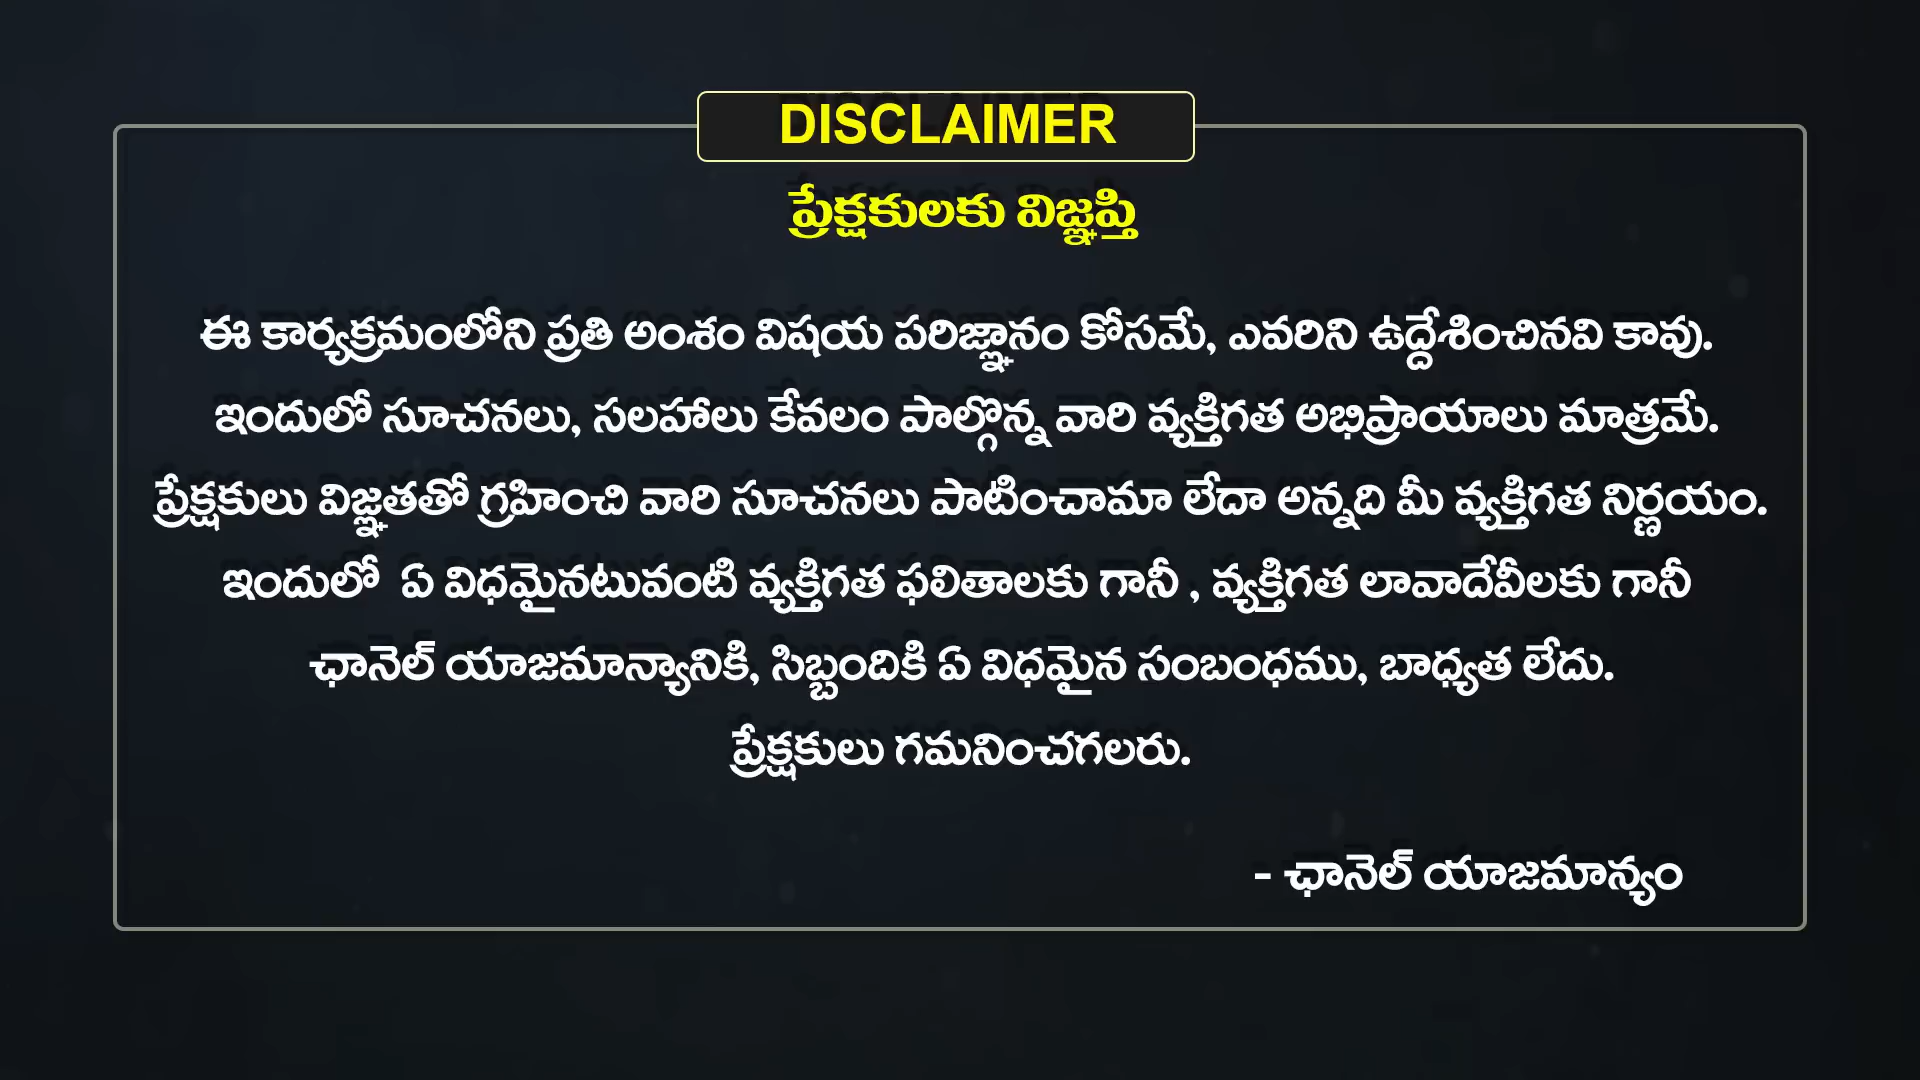 DISCLAIMER
ప్రేక్షకులకు విజ్ఞప్తి
ఈ కార్యక్రమంలోని ప్రతి అంశం విషయ పరిజ్ఞానం కోసమే, ఎవరిని ఉద్దేశించినవి కావు.
ఇందులో సూచనలు, సలహాలు కేవలం పాల్గొన్న వారి వ్యక్తిగత అభిప్రాయాలు మాత్రమే.
ప్రేక్షకులు విజ్ఞతతో గ్రహించి వారి సూచనలు పాటించామా లేదా అన్నది మీ వ్యక్తిగత నిర్ణయం.
ఇందులో ఏ విధమైనటువంటి వ్యక్తిగత ఫలితాలకు గానీ , వ్యక్తిగత లావాదేవీలకు గానీ
ఛానెల్ యాజమాన్యానికి, సిబ్బందికి ఏ విధమైన సంబంధము, బాధ్యత లేదు.
ప్రేక్షకులు గమనించగలరు.
- ఛానెల్ యాజమాన్యం